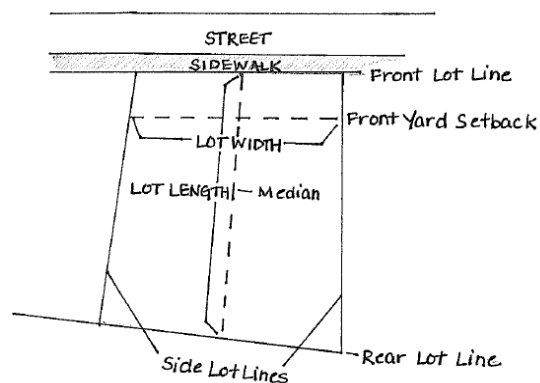 STREET
SIDEWALK
Front Lot Line
Front Yard Setback
LOT WIDTH
LOT LENGTH
Median
Side Lot Lines
Rear Lot Line